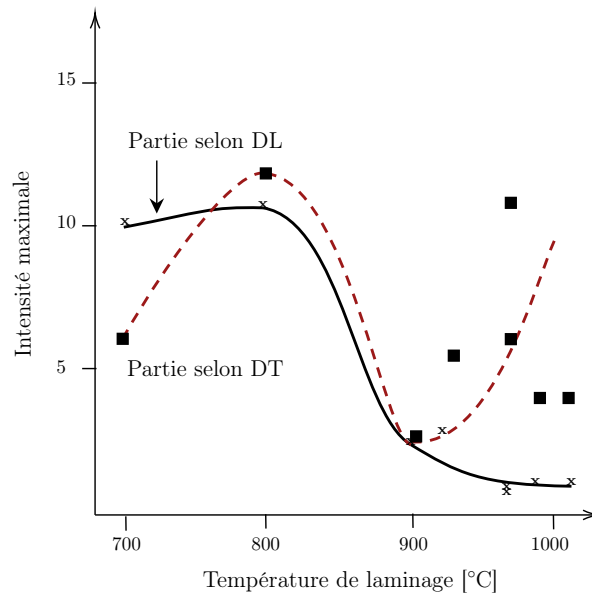 15
Partie selon DL
10
Intensité maximale
5
Partie selon DT
700
800
900
1000
Température de laminage [°C]